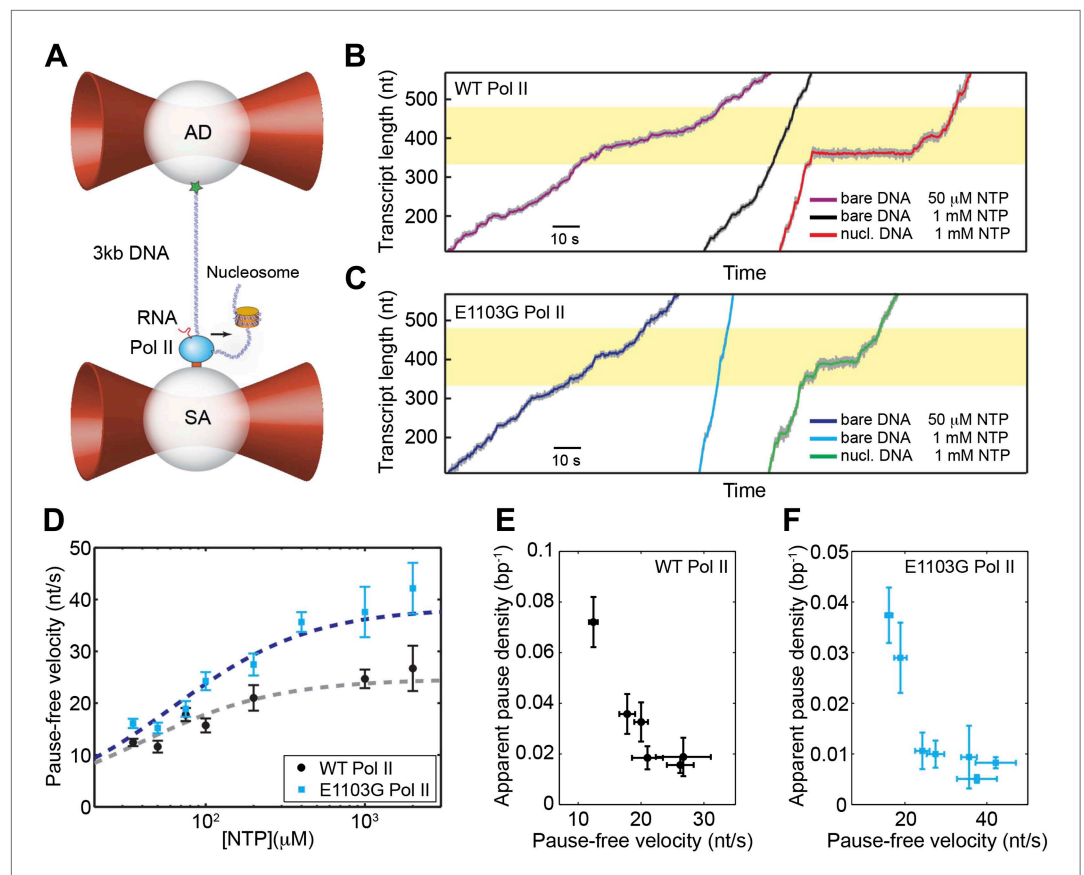 A
AD
3kb DNA
Nucleosome
RNA
Pol II
SA
B
WT Pol II
Transcript length (nt)
500
400
300
200
10 s
bare DNA 50 μM NTP
bare DNA 1 mM NTP
nucl. DNA 1 mM NTP
Time
C
E1103G Pol II
Transcript length (nt)
500
400
300
200
10 s
bare DNA 50 μM NTP
bare DNA 1 mM NTP
nucl. DNA 1 mM NTP
Time
D
Pause-free velocity (nt/s)
50
40
30
20
10
0
10²
10³
[NTP](μM)
WT Pol II
E1103G Pol II
E
WT Pol II
Apparent pause density (bp⁻¹)
0.1
0.08
0.06
0.04
0.02
0
10
20
30
Pause-free velocity (nt/s)
F
E1103G Pol II
Apparent pause density (bp⁻¹)
0.05
0.04
0.03
0.02
0.01
0
20
40
Pause-free velocity (nt/s)